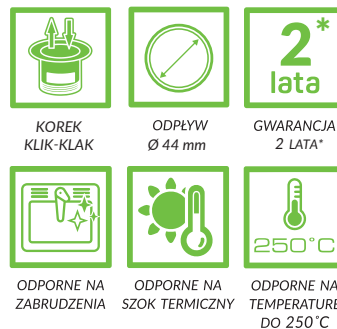 2*
lata
KOREK
KLIK-KLAK
ODPŁYW
Ø 44 mm
GWARANCJA
2 LATA*
250°C
ODPORNE NA
ZABRUDZENIA
ODPORNE NA
SZOK TERMICZNY
ODPORNE NA
TEMPERATURE
DO 250°C